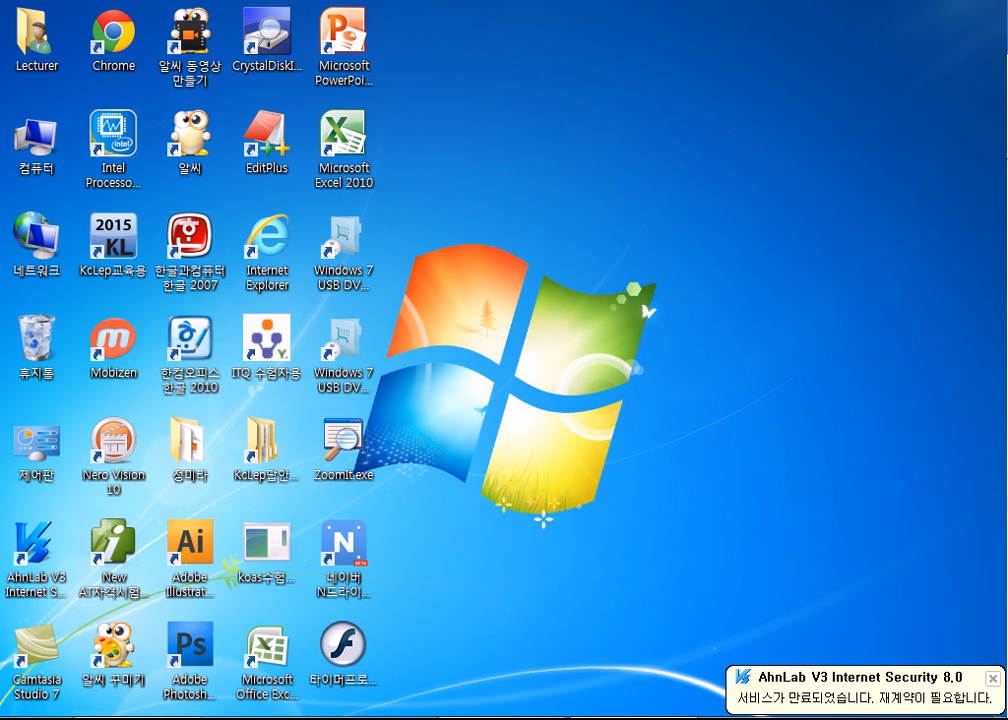 Lecturer
Chrome
알씨 동영상
만들기
CrystalDiskI...
Microsoft
PowerPoi...
컴퓨터
intel
Intel
Processo...
알씨
EditPlus
Microsoft
Excel 2010
네트워크
2015
KL
KcLep교육용
한글과컴퓨터
한글 2007
Internet
Explorer
Windows 7
USB DV...
휴지통
Mobizen
한컴오피스
한글 2010
ITQ 수험자용
Windows 7
USB DV...
제어판
Nero Vision
10
정미라
KcLep답안...
ZoomIt.exe
AhnLab V3
Internet S...
New
AT자격시험...
Ai
Adobe
Illustrat...
koas수험...
N
BETA
네이버
N드라이...
Camtasia
Studio 7
알씨 꾸미기
Ps
Adobe
Photosh...
Microsoft
Office Exc...
타이머프로...
AhnLab V3 Internet Security 8,0
서비스가 만료되었습니다. 재계약이 필요합니다.